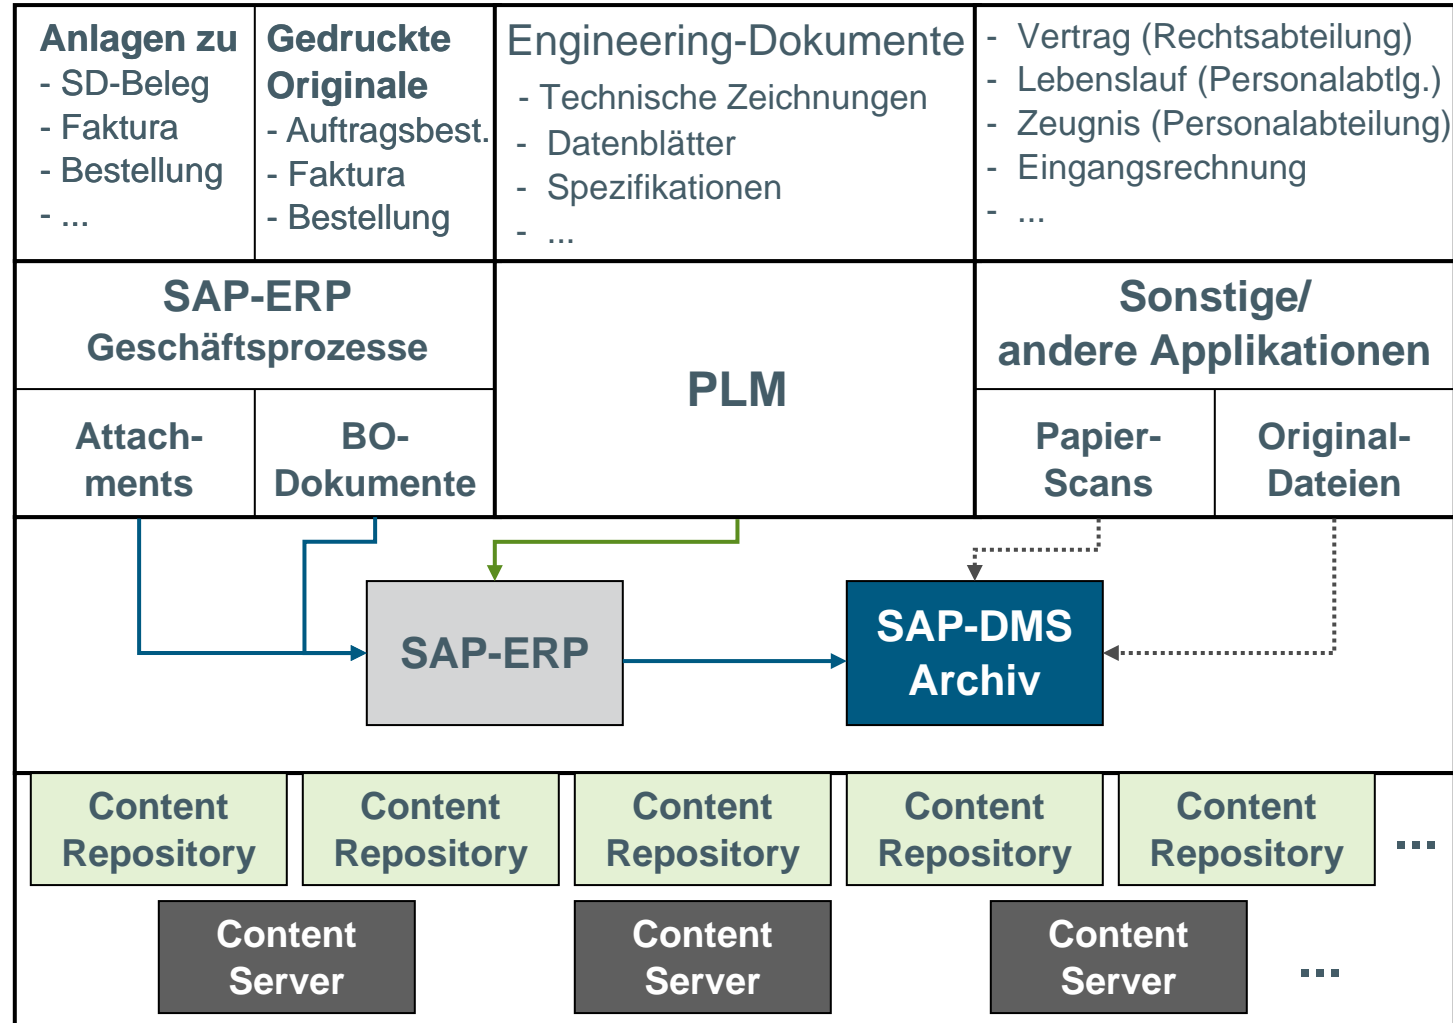 Anlagen zu
- SD-Beleg
- Faktura
- Bestellung
- ...
Gedruckte
Originale
- Auftragsbest.
- Faktura
- Bestellung
Engineering-Dokumente
- Technische Zeichnungen
- Datenblätter
- Spezifikationen
- ...
- Vertrag (Rechtsabteilung)
- Lebenslauf (Personalabtlg.)
- Zeugnis (Personalabteilung)
- Eingangsrechnung
- ...
SAP-ERP
Geschäftsprozesse
PLM
Sonstige/
andere Applikationen
Attach-
ments
BO-
Dokumente
Papier-
Scans
Original-
Dateien
SAP-ERP
SAP-DMS
Archiv
Content
Repository
Content
Repository
Content
Repository
Content
Repository
Content
Repository
...
Content
Server
Content
Server
Content
Server
...